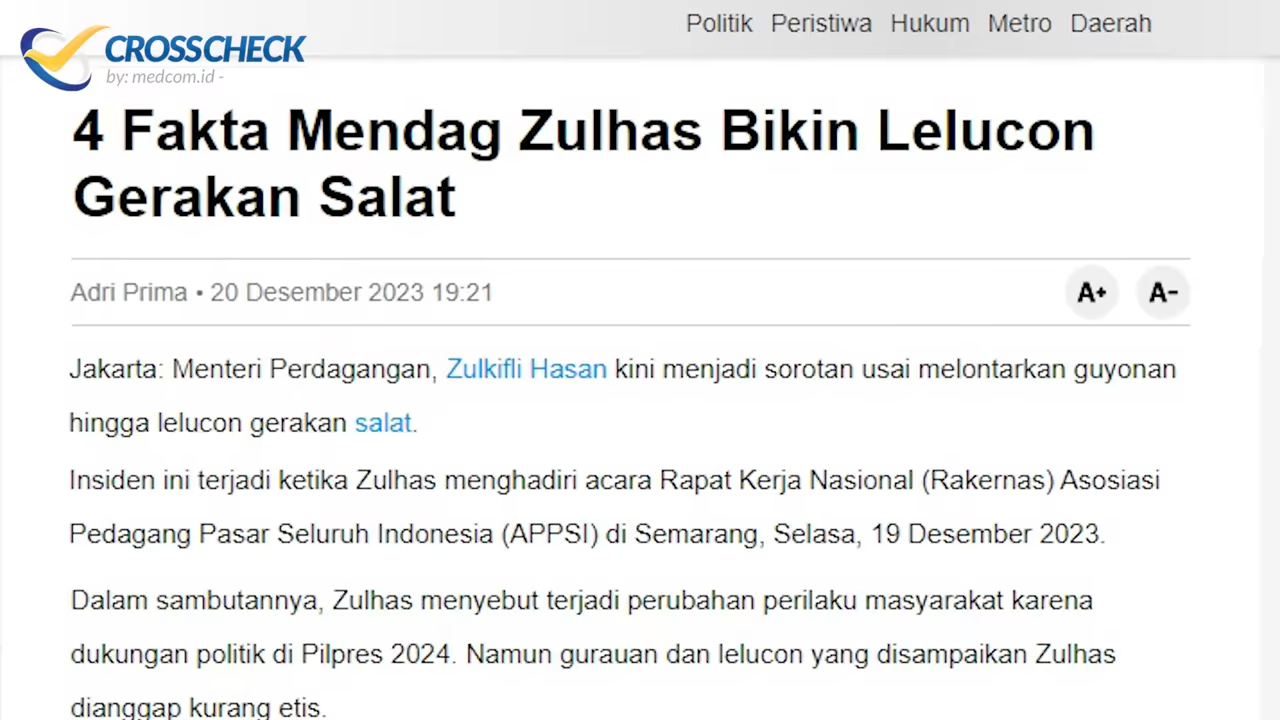 Politik Peristiwa Hukum Metro Daerah
CROSSCHECK
by: medcom.id -
4 Fakta Mendag Zulhas Bikin Lelucon
Gerakan Salat
Adri Prima • 20 Desember 2023 19:21
A+ A-
Jakarta: Menteri Perdagangan, Zulkifli Hasan kini menjadi sorotan usai melontarkan guyonan
hingga lelucon gerakan salat.
Insiden ini terjadi ketika Zulhas menghadiri acara Rapat Kerja Nasional (Rakernas) Asosiasi
Pedagang Pasar Seluruh Indonesia (APPSI) di Semarang, Selasa, 19 Desember 2023.
Dalam sambutannya, Zulhas menyebut terjadi perubahan perilaku masyarakat karena
dukungan politik di Pilpres 2024. Namun gurauan dan lelucon yang disampaikan Zulhas
dianggap kurang etis.